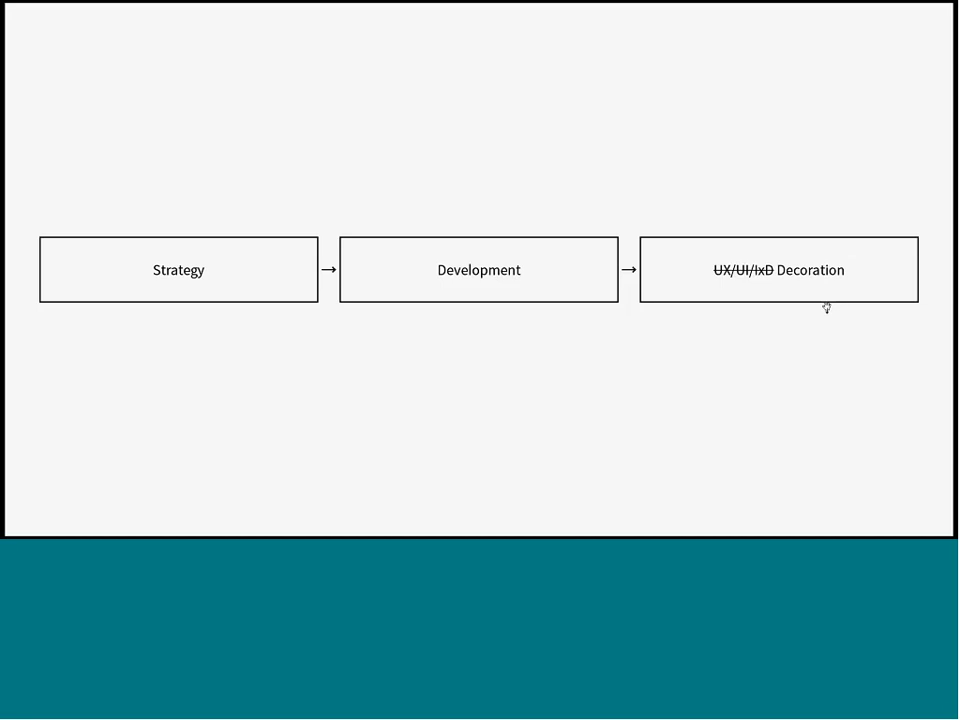 Strategy → Development → UX/UI/IxD Decoration